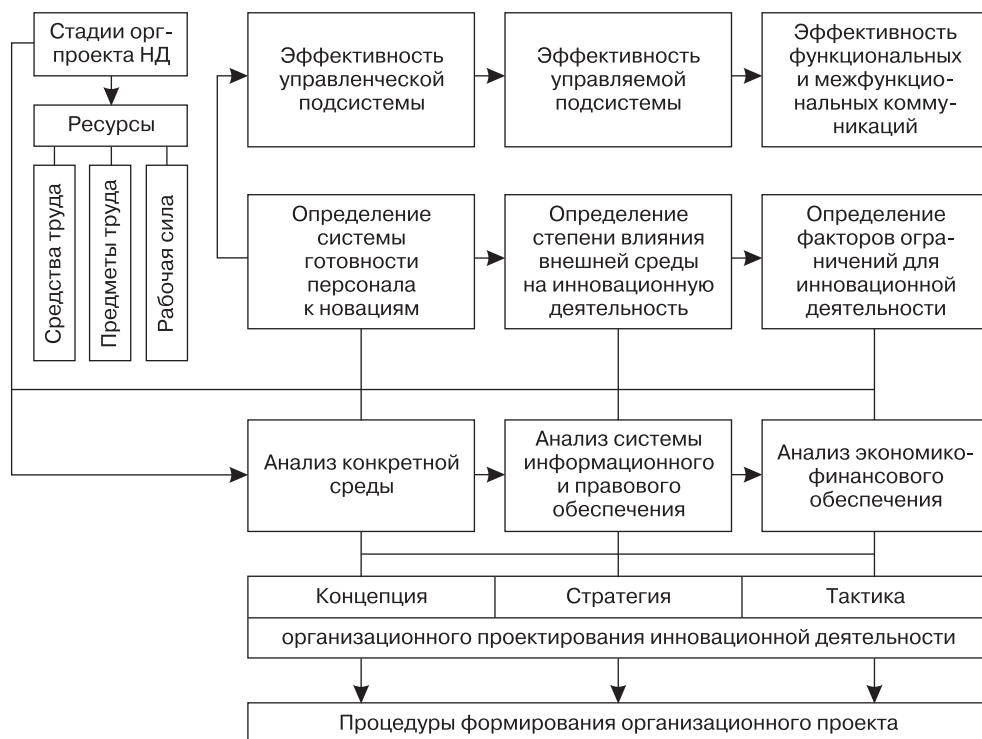 Стадии орг-
проекта НД
Ресурсы
Средства труда
Предметы труда
Рабочая сила
Эффективность
управленческой
подсистемы
Эффективность
управляемой
подсистемы
Эффективность
функциональных
и межфункцио-
нальных комму-
никаций
Определение
системы
готовности
персонала
к новациям
Определение
степени влияния
внешней среды
на инновационную
деятельность
Определение
факторов огра-
ничений для
инновационной
деятельности
Анализ конкретной
среды
Анализ системы
информационного
и правового
обеспечения
Анализ экономико-
финансового
обеспечения
Концепция
Стратегия
Тактика
организационного проектирования инновационной деятельности
Процедуры формирования организационного проекта